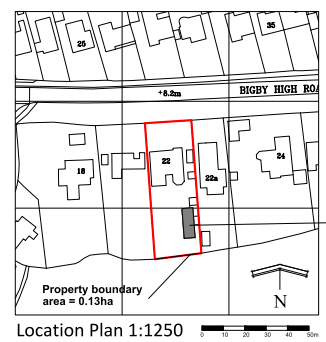 25
35
+8.2m
BIGBY HIGH ROA
18
22
22a
24
Property boundary
area = 0.13ha
N
Location Plan 1:1250
0 10 20 30 40 50m